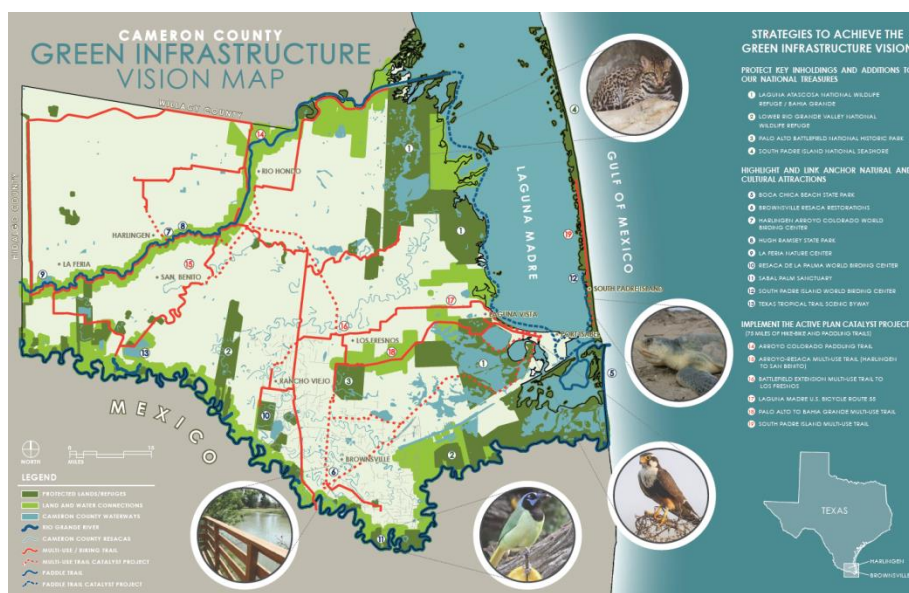 CAMERON COUNTY
GREEN INFRASTRUCTURE
VISION MAP
WILLACY COUNTY
HIDALGO COUNTY
RIO HONDO
HARLINGEN
LA FERIA
SAN BENITO
LOS FRESNOS
RANCHO VIEJO
BROWNSVILLE
LAGUNA VISTA
SOUTH PADRE ISLAND
LAGUNA MADRE
GULF OF MEXICO
MEXICO
NORTH
MILES
LEGEND
PROTECTED LANDS/REFUGES
LAND AND WATER CONNECTIONS
CAMERON COUNTY WATERWAYS
RIO GRANDE RIVER
CAMERON COUNTY RESACAS
MULTI-USE / BIKING TRAIL
MULTI-USE TRAIL CATALYST PROJECT
PADDLE TRAIL
PADDLE TRAIL CATALYST PROJECT
STRATEGIES TO ACHIEVE THE
GREEN INFRASTRUCTURE VISION
PROTECT KEY INHOLDINGS AND ADDITIONS TO
OUR NATIONAL TREASURES
1 LAGUNA ATASCOSA NATIONAL WILDLIFE
REFUGE / BAHIA GRANDE
2 LOWER RIO GRANDE VALLEY NATIONAL
WILDLIFE REFUGE
3 PALO ALTO BATTLEFIELD NATIONAL HISTORIC PARK
4 SOUTH PADRE ISLAND NATIONAL SEASHORE
HIGHLIGHT AND LINK ANCHOR NATURAL AND
CULTURAL ATTRACTIONS
5 BOCA CHICA BEACH STATE PARK
6 BROWNSVILLE RESACA RESTORATIONS
7 HARLINGEN ARROYO COLORADO WORLD
BIRDING CENTER
8 HUGH RAMSEY STATE PARK
9 LA FERIA NATURE CENTER
10 RESACA DE LA PALMA WORLD BIRDING CENTER
11 SABAL PALM SANCTUARY
12 SOUTH PADRE ISLAND WORLD BIRDING CENTER
13 TEXAS TROPICAL TRAIL SCENIC BYWAY
IMPLEMENT THE ACTIVE PLAN CATALYST PROJECT
(75 MILES OF HIKE-BIKE AND PADDLING TRAILS)
14 ARROYO COLORADO PADDLING TRAIL
15 ARROYO-RESACA MULTI-USE TRAIL (HARLINGEN
TO SAN BENITO)
16 BATTLEFIELD EXTENSION MULTI-USE TRAIL TO
LOS FRESNOS
17 LAGUNA MADRE U.S. BICYCLE ROUTE 55
18 PALO ALTO TO BAHIA GRANDE MULTI-USE TRAIL
19 SOUTH PADRE ISLAND MULTI-USE TRAIL
TEXAS
HARLINGEN
BROWNSVILLE